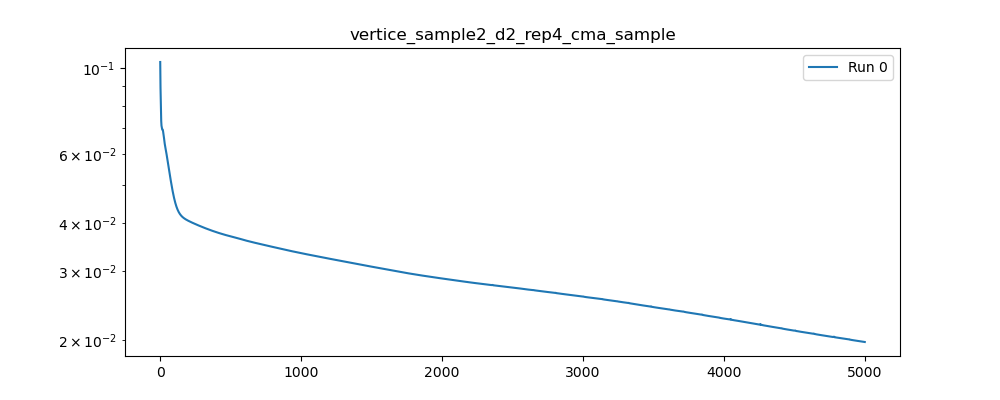 vertice_sample2_d2_rep4_cma_sample
Run 0
10⁻¹
6 × 10⁻²
4 × 10⁻²
3 × 10⁻²
2 × 10⁻²
0 1000 2000 3000 4000 5000